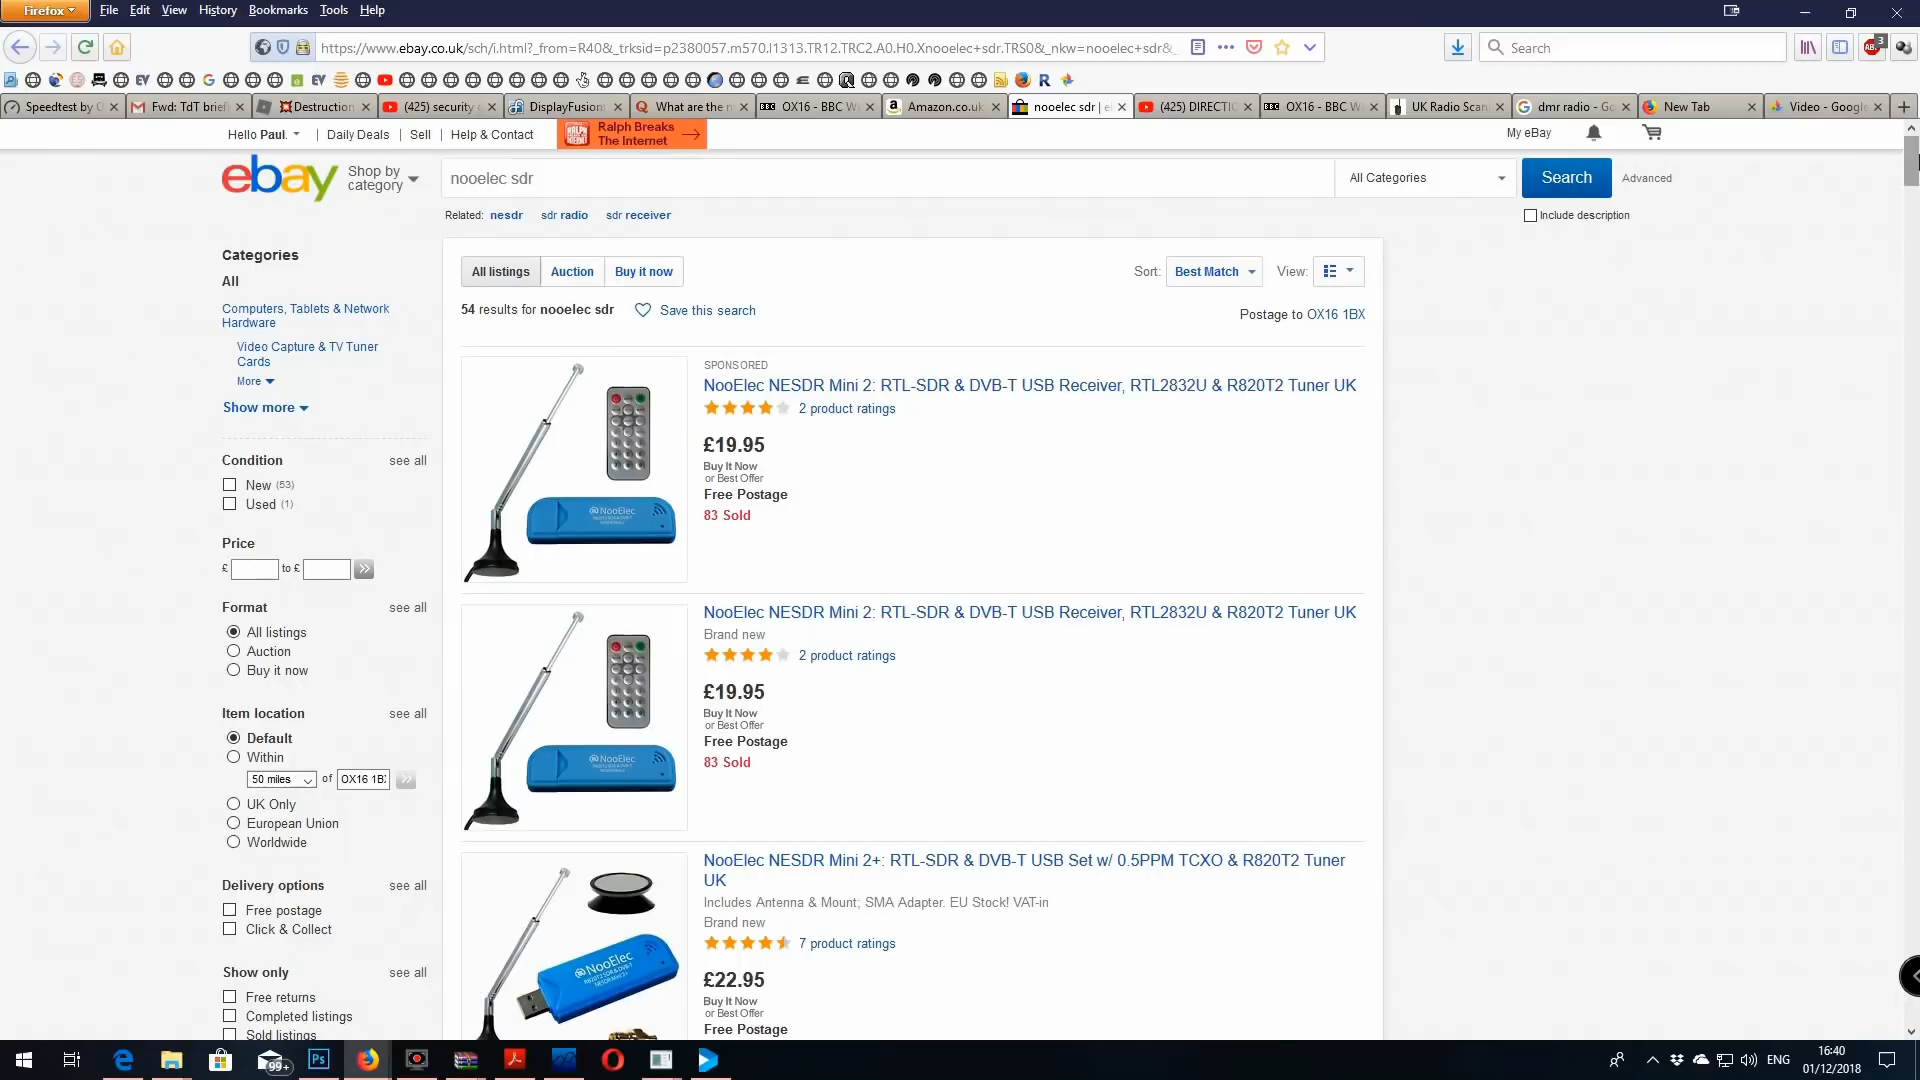 Firefox
File Edit View History Bookmarks Tools Help
https://www.ebay.co.uk/sch/i.html?_from=R40&_trksid=p2380057.m570.l1313.TR12.TRC2.A0.H0.Xnooelec+sdr.TRS0&_nkw=nooelec+sdr&_
Search
3
Speedtest by
Fwd: TdT brief
Destruction
(425) security
DisplayFusion
What are the
OX16 - BBC W
Amazon.co.uk
nooelec sdr | e
(425) DIRECTIO
OX16 - BBC W
UK Radio Scan
dmr radio - Go
New Tab
Video - Google
Hello Paul.
Daily Deals
Sell
Help & Contact
Ralph Breaks
The Internet
My eBay
ebay
Shop by
category
nooelec sdr
All Categories
Search
Advanced
Related: nesdr sdr radio sdr receiver
Include description
Categories
All
Computers, Tablets & Network
Hardware
Video Capture & TV Tuner
Cards
More
Show more
Condition see all
New (53)
Used (1)
Price
£ to £
Format see all
All listings
Auction
Buy it now
Item location see all
Default
Within
50 miles of OX16 1B
UK Only
European Union
Worldwide
Delivery options see all
Free postage
Click & Collect
Show only see all
Free returns
Completed listings
Sold listings
All listings Auction Buy it now
Sort: Best Match View:
54 results for nooelec sdr
Save this search
Postage to OX16 1BX
SPONSORED
NooElec NESDR Mini 2: RTL-SDR & DVB-T USB Receiver, RTL2832U & R820T2 Tuner UK
2 product ratings
£19.95
Buy It Now
or Best Offer
Free Postage
83 Sold
NooElec
NooElec NESDR Mini 2: RTL-SDR & DVB-T USB Receiver, RTL2832U & R820T2 Tuner UK
Brand new
2 product ratings
£19.95
Buy It Now
or Best Offer
Free Postage
83 Sold
NooElec
NooElec NESDR Mini 2+: RTL-SDR & DVB-T USB Set w/ 0.5PPM TCXO & R820T2 Tuner
UK
Includes Antenna & Mount; SMA Adapter. EU Stock! VAT-in
Brand new
7 product ratings
£22.95
Buy It Now
or Best Offer
Free Postage
NooElec
R820T2 SDR & DVB-T
NESDR Mini 2+
99+
ENG
16:40
01/12/2018